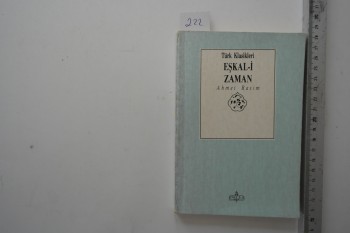 222
Türk Klasikleri
EŞKAL-İ
ZAMAN
Ahmet Rasim